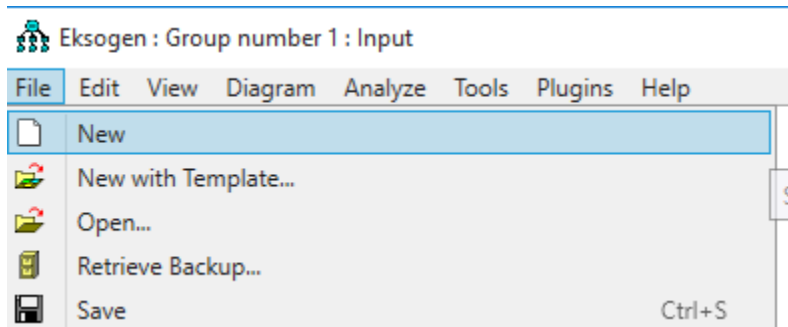 Eksogen : Group number 1 : Input
File Edit View Diagram Analyze Tools Plugins Help
New
New with Template...
Open...
Retrieve Backup...
Save Ctrl+S